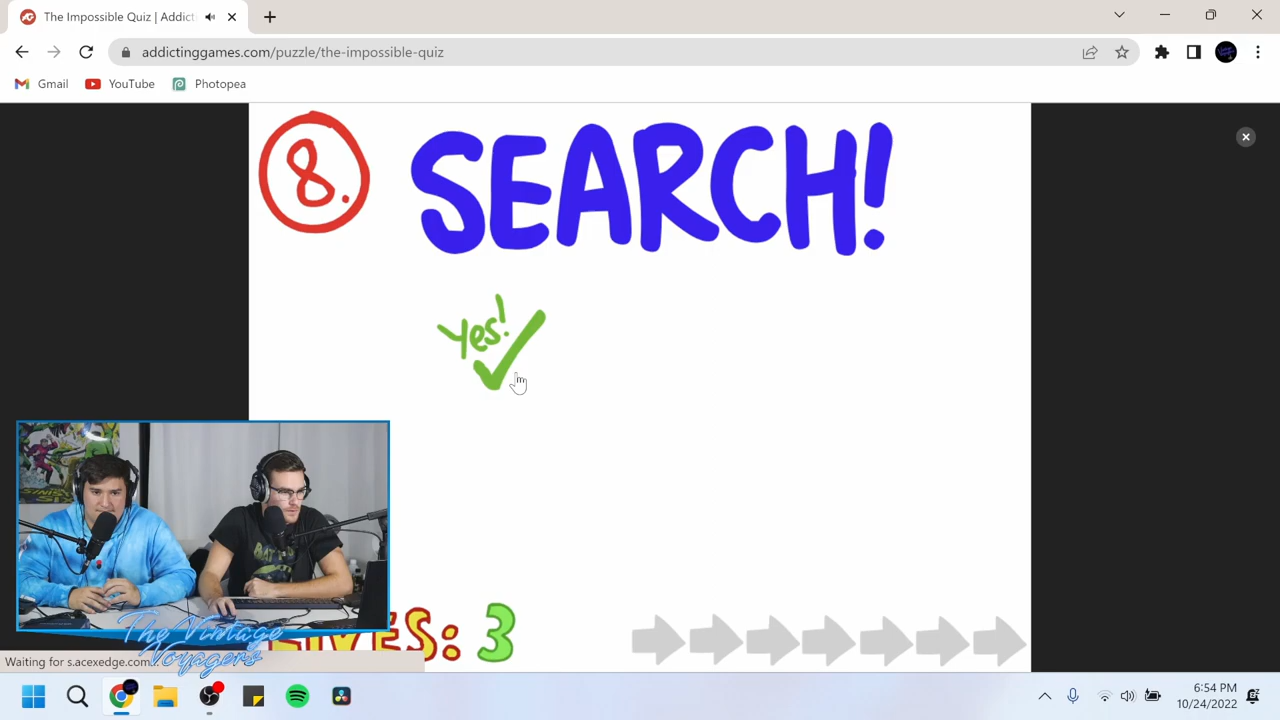 The Impossible Quiz | Addict
addictinggames.com/puzzle/the-impossible-quiz
Gmail YouTube Photopea
8. SEARCH!
Yes!
LIVES: 3
The Vintage
Voyagers
Waiting for s.acexedge.com
6:54 PM
10/24/2022